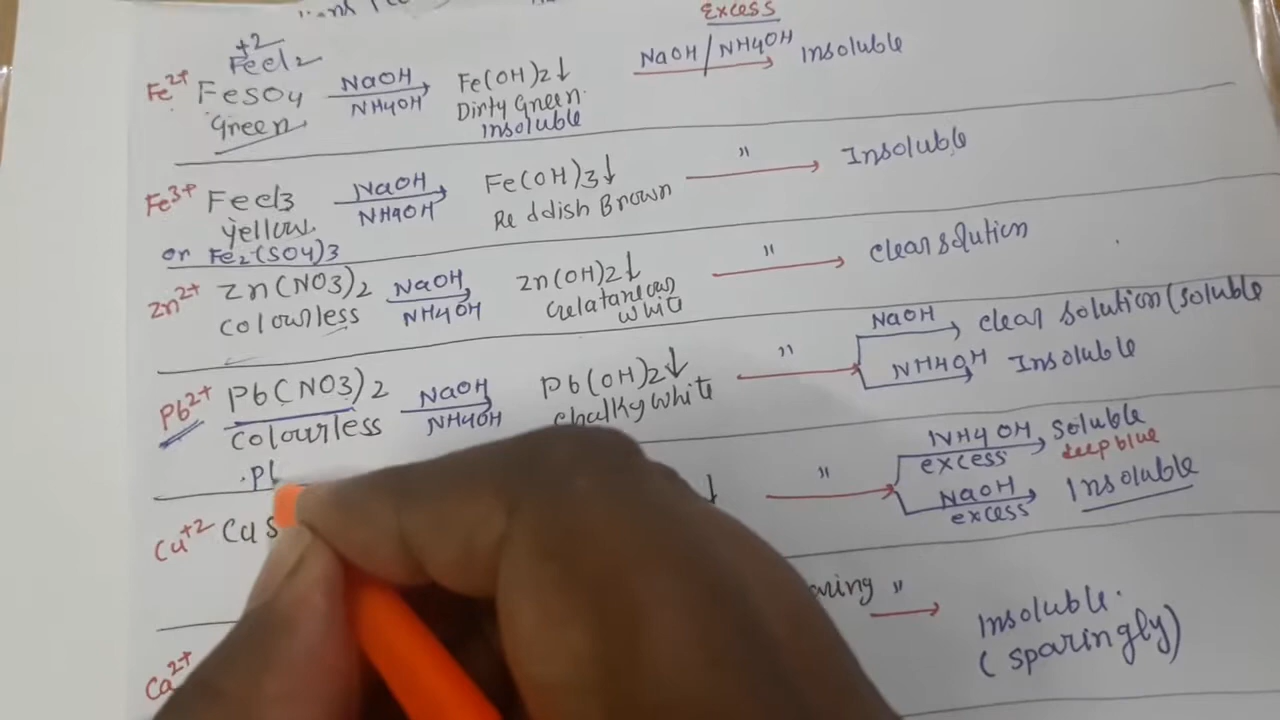 Excess
+2
FeCl2
Fe2+ FeSO4 NaOH NH4OH Fe(OH)2↓ NaOH/NH4OH Insoluble
Green Dirty Green
insoluble
Fe3+ FeCl3 NaOH NH4OH Fe(OH)3↓ " Insoluble
yellow Reddish Brown
or Fe2(SO4)3
Zn2+ Zn(NO3)2 NaOH NH4OH Zn(OH)2↓ " clear solution
colourless Gelataneous
white
Pb2+ Pb(NO3)2 NaOH NH4OH Pb(OH)2↓ " NaOH clear solution (soluble
colourless chalky white NH4OH Insoluble
Cu+2 " NH4OH excess soluble
deep blue
NaOH excess Insoluble
Ca2+ " Insoluble.
(sparingly)